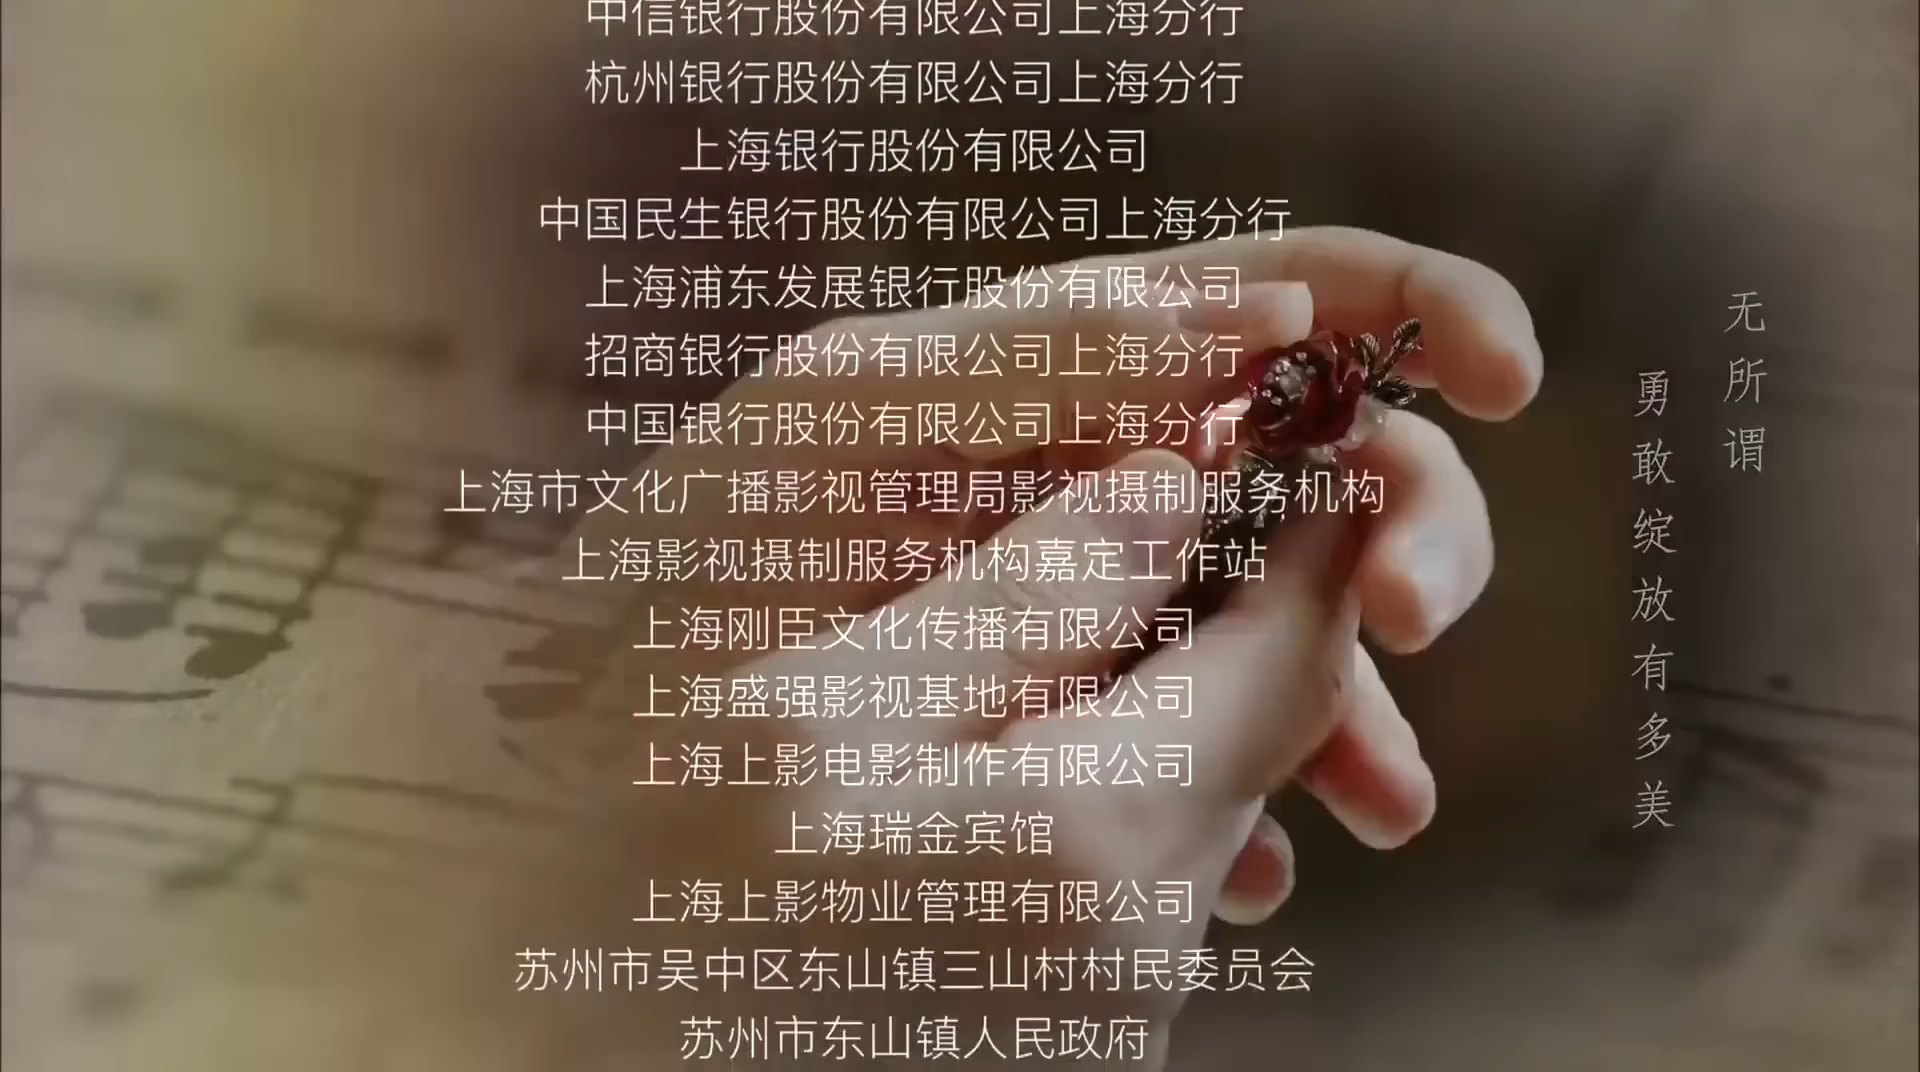 中信银行股份有限公司上海分行
杭州银行股份有限公司上海分行
上海银行股份有限公司
中国民生银行股份有限公司上海分行
上海浦东发展银行股份有限公司
招商银行股份有限公司上海分行
中国银行股份有限公司上海分行
上海市文化广播影视管理局影视摄制服务机构
上海影视摄制服务机构嘉定工作站
上海刚臣文化传播有限公司
上海盛强影视基地有限公司
上海上影电影制作有限公司
上海瑞金宾馆
上海上影物业管理有限公司
苏州市吴中区东山镇三山村村民委员会
苏州市东山镇人民政府
无所谓
勇敢绽放有多美